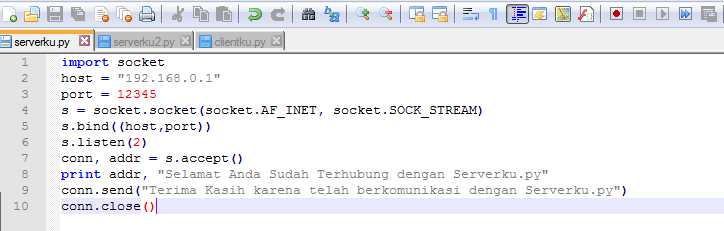 serverku.py serverku2.py clientku.py
1 import socket
2 host = "192.168.0.1"
3 port = 12345
4 s = socket.socket(socket.AF_INET, socket.SOCK_STREAM)
5 s.bind((host,port))
6 s.listen(2)
7 conn, addr = s.accept()
8 print addr, "Selamat Anda Sudah Terhubung dengan Serverku.py"
9 conn.send("Terima Kasih karena telah berkomunikasi dengan Serverku.py")
10 conn.close()